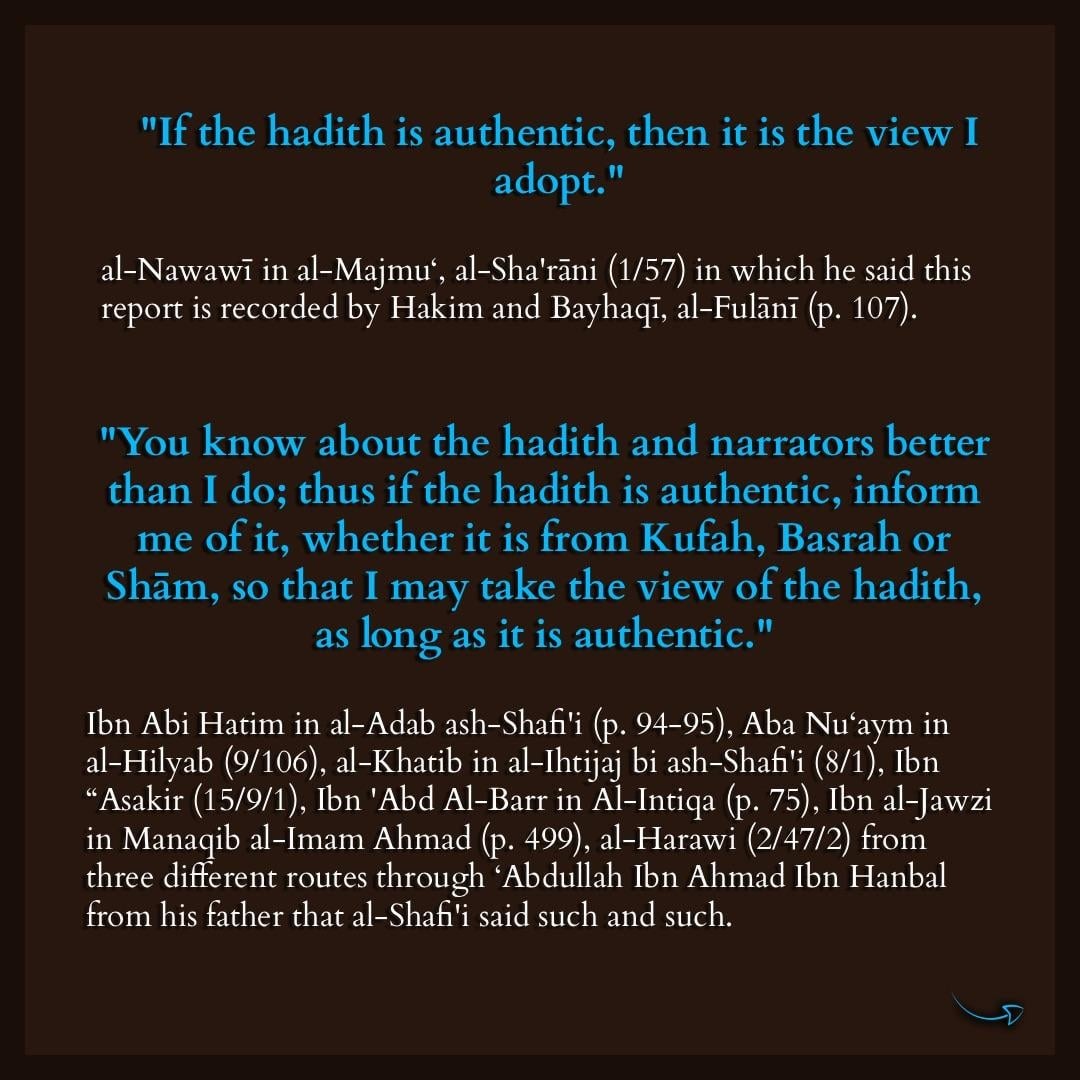 "If the hadith is authentic, then it is the view I
adopt."
al-Nawawī in al-Majmu‘, al-Sha'rāni (1/57) in which he said this
report is recorded by Hakim and Bayhaqī, al-Fulānī (p. 107).
"You know about the hadith and narrators better
than I do; thus if the hadith is authentic, inform
me of it, whether it is from Kufah, Basrah or
Shām, so that I may take the view of the hadith,
as long as it is authentic."
Ibn Abi Hatim in al-Adab ash-Shafi'i (p. 94-95), Aba Nu‘aym in
al-Hilyab (9/106), al-Khatib in al-Ihtijaj bi ash-Shafi'i (8/1), Ibn
“Asakir (15/9/1), Ibn 'Abd Al-Barr in Al-Intiqa (p. 75), Ibn al-Jawzi
in Manaqib al-Imam Ahmad (p. 499), al-Harawi (2/47/2) from
three different routes through ‘Abdullah Ibn Ahmad Ibn Hanbal
from his father that al-Shafi'i said such and such.